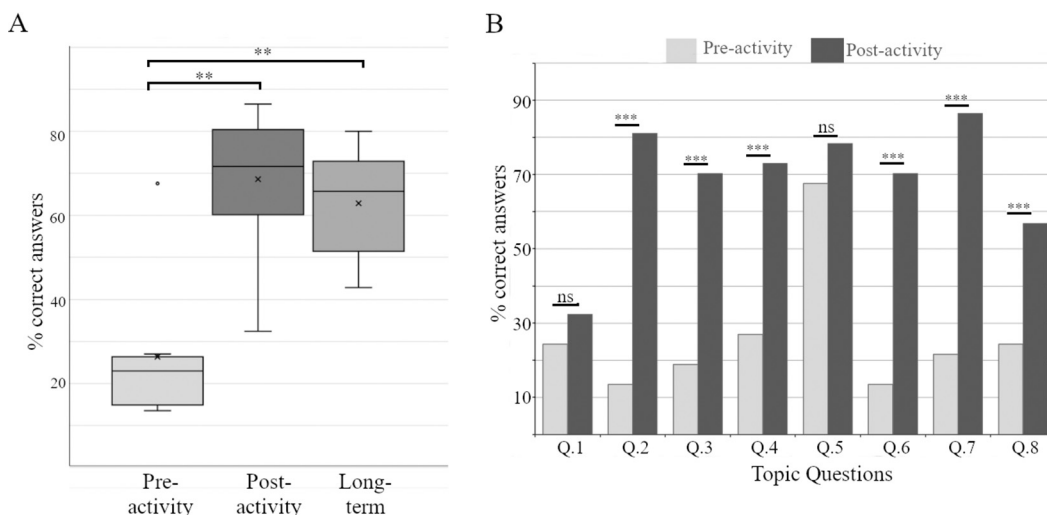 A
**
**
% correct answers
80
60
40
20
Pre-
activity
Post-
activity
Long-
term
B
Pre-activity
Post-activity
% correct answers
90
70
50
30
10
ns
***
***
***
ns
***
***
***
Q.1
Q.2
Q.3
Q.4
Q.5
Q.6
Q.7
Q.8
Topic Questions